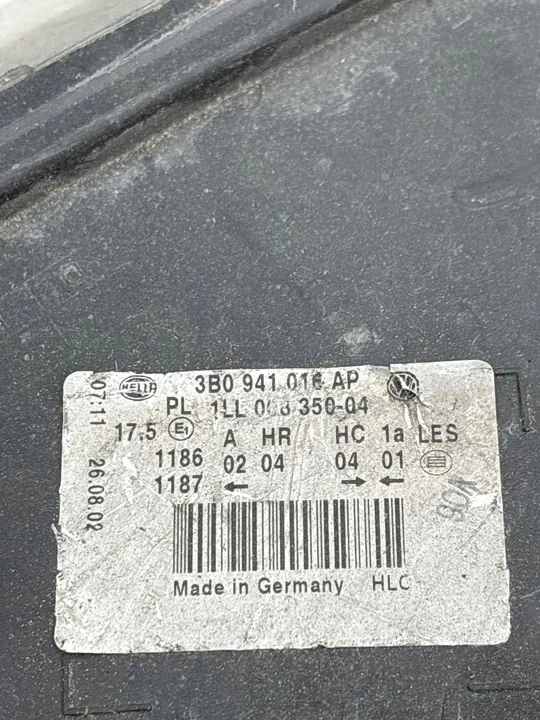 HELLA 3B0 941 016 AP
PL 1LL 008 350-04
17.5 E1 A HR HC 1a LES
1186 02 04 04 01
1187 ← → ←
Made in Germany HLC
07:11 26.08.02
V06